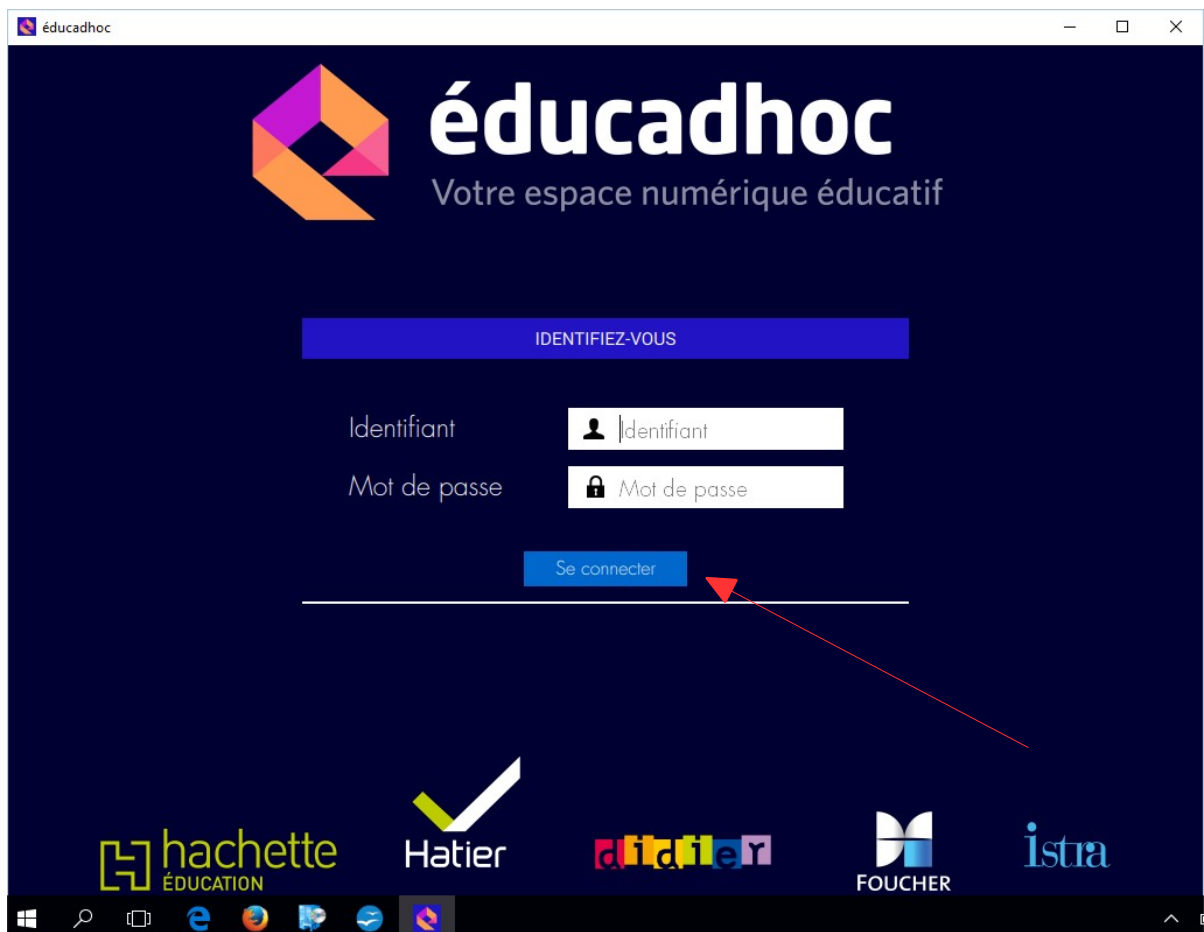 éducadhoc
éducadhoc
Votre espace numérique éducatif
IDENTIFIEZ-VOUS
Identifiant
Identifiant
Mot de passe
Mot de passe
Se connecter
hachette
ÉDUCATION
Hatier
didier
FOUCHER
istra